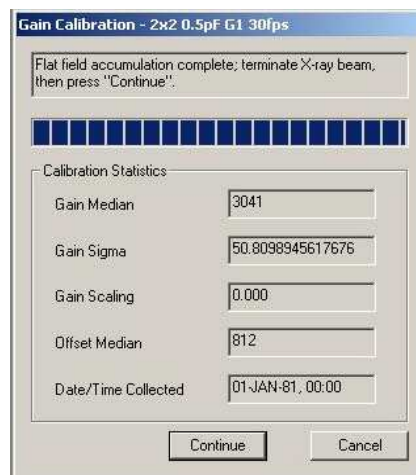 Gain Calibration - 2x2 0.5pF G1 30fps
Flat field accumulation complete; terminate X-ray beam,
then press "Continue".
Calibration Statistics
Gain Median 3041
Gain Sigma 50.8098945617676
Gain Scaling 0.000
Offset Median 812
Date/Time Collected 01-JAN-81, 00:00
Continue Cancel